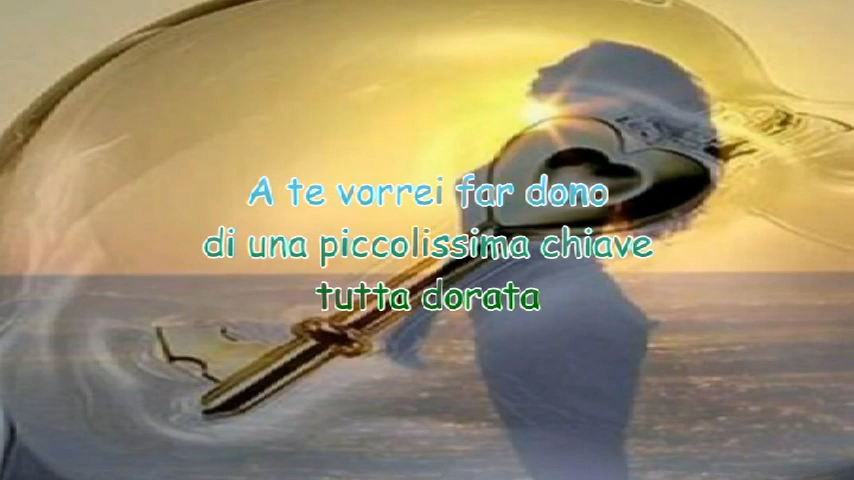 A te vorrei far dono
di una piccolissima chiave
tutta dorata